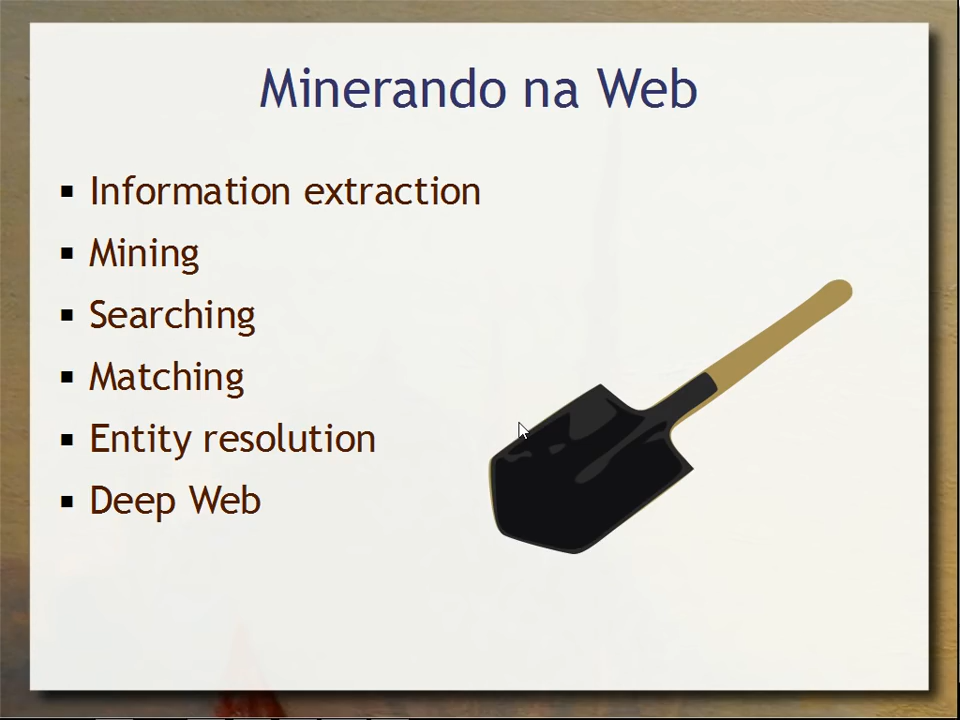 Minerando na Web
Information extraction
Mining
Searching
Matching
Entity resolution
Deep Web